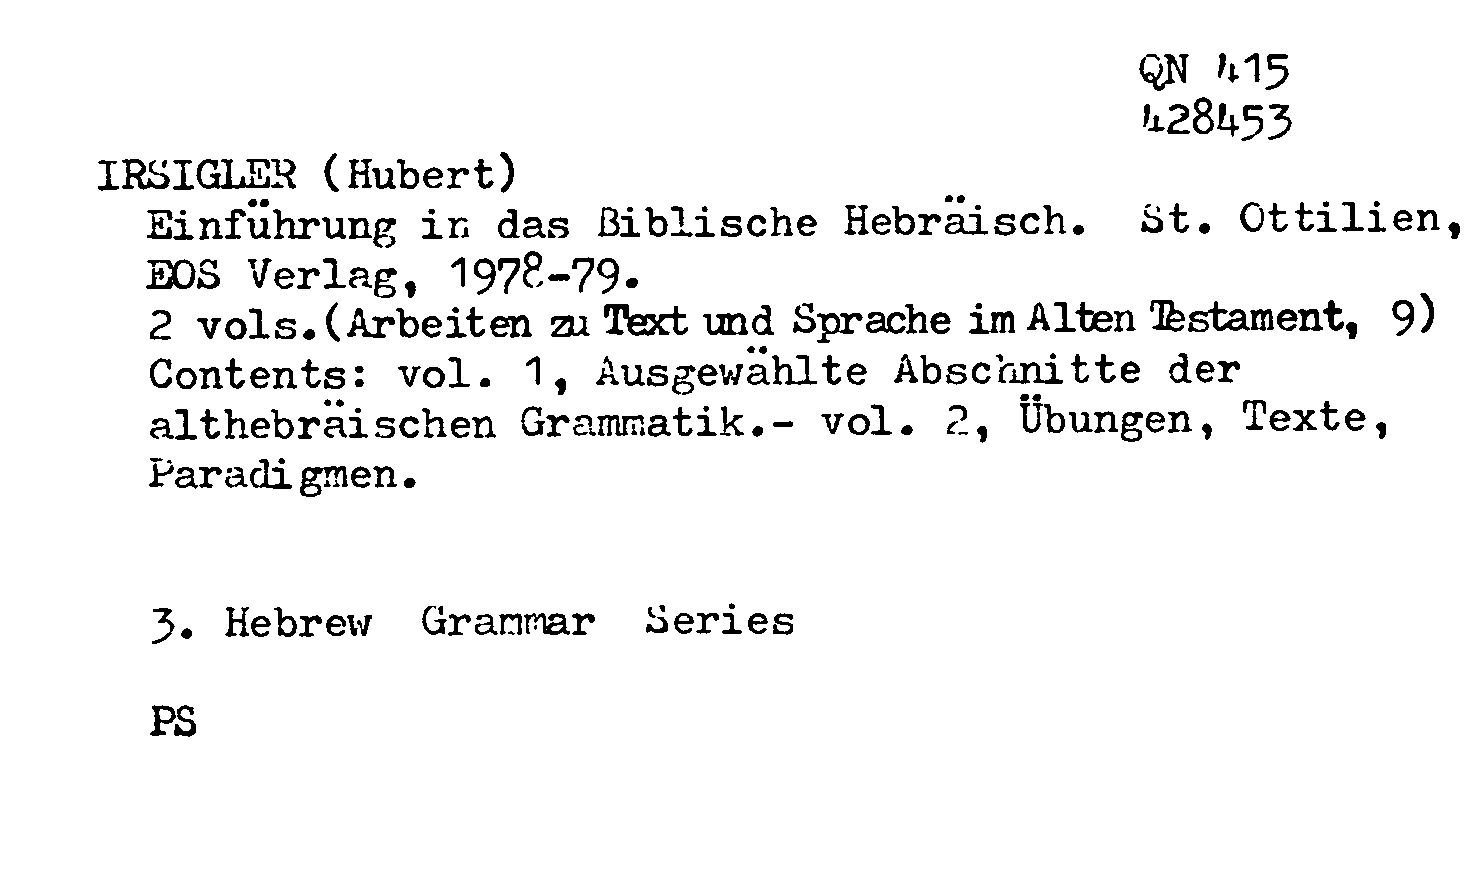 QN 415
428453
IRSIGLER (Hubert)
Einführung in das Biblische Hebräisch. St. Ottilien,
EOS Verlag, 1978-79.
2 vols.(Arbeiten zu Text und Sprache im Alten Testament, 9)
Contents: vol. 1, Ausgewählte Abschnitte der
althebräischen Grammatik.- vol. 2, Übungen, Texte,
Paradigmen.
3. Hebrew Grammar Series
PS